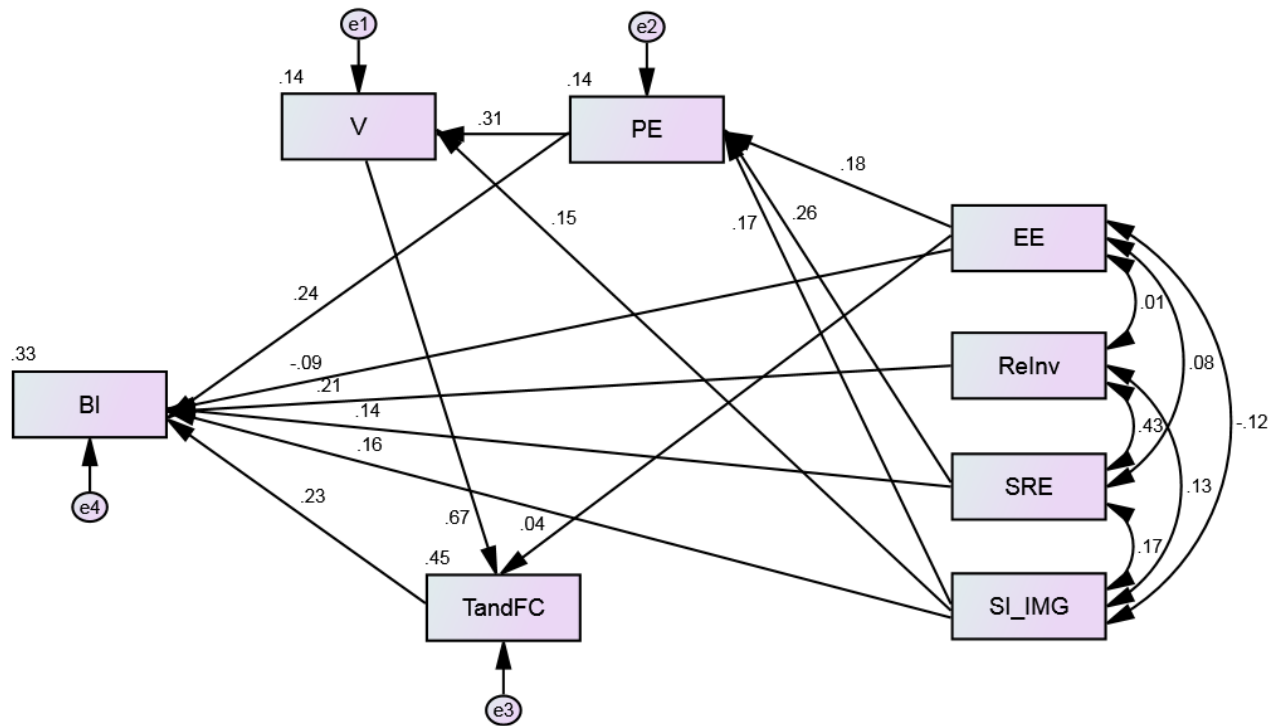 e1
e2
.14
.14
V
PE
.31
.18
.15
.17
.26
EE
.24
.01
.33
-.09
ReInv
.08
.21
BI
.14
.43
-.12
.16
e4
.23
SRE
.13
.67
.04
.17
.45
TandFC
SI_IMG
e3